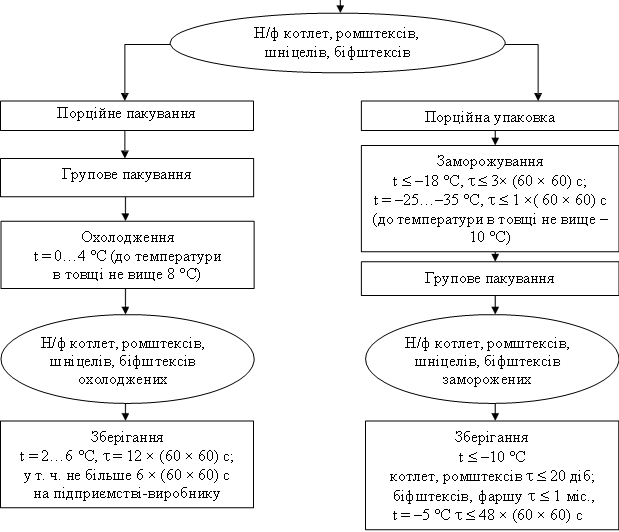 Н/ф котлет, ромштексів,
шніцелів, біфштексів
Порційне пакування
Групове пакування
Охолодження
t = 0…4 °С (до температури
в товщі не вище 8 °С)
Н/ф котлет, ромштексів,
шніцелів, біфштексів
охолоджених
Зберігання
t = 2…6 °С, τ = 12 × (60 × 60) с;
у т. ч. не більше 6 × (60 × 60) с
на підприємстві-виробнику
Порційна упаковка
Заморожування
t ≤ –18 °С, τ ≤ 3× (60 × 60) с;
t = –25…–35 °С, τ ≤ 1 ×( 60 × 60) с
(до температури в товщі не вище –
10 °С)
Групове пакування
Н/ф котлет, ромштексів,
шніцелів, біфштексів
заморожених
Зберігання
t ≤ –10 °С
котлет, ромштексів τ ≤ 20 діб;
біфштексів, фаршу τ ≤ 1 міс.,
t = –5 °С τ ≤ 48 × (60 × 60) с